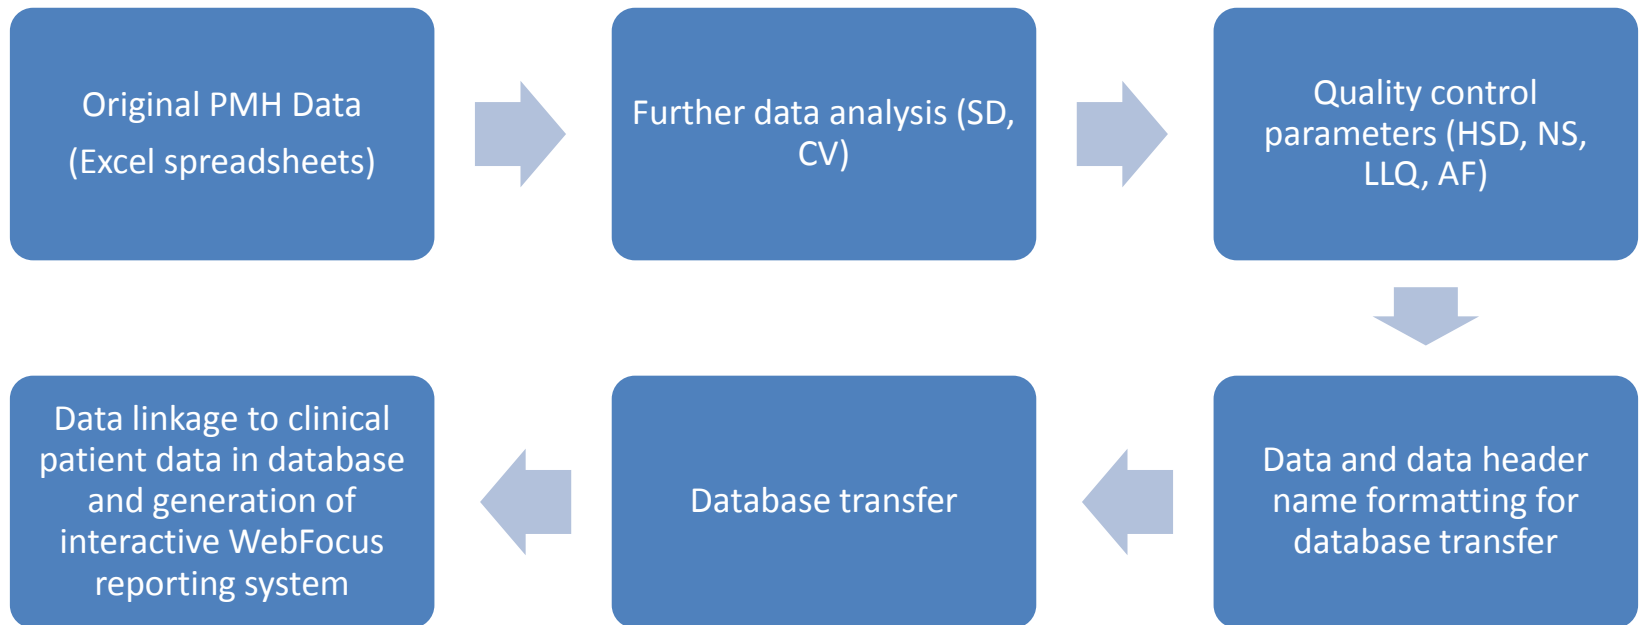 Original PMH Data
(Excel spreadsheets)
Further data analysis (SD,
CV)
Quality control
parameters (HSD, NS,
LLQ, AF)
Data and data header
name formatting for
database transfer
Database transfer
Data linkage to clinical
patient data in database
and generation of
interactive WebFocus
reporting system